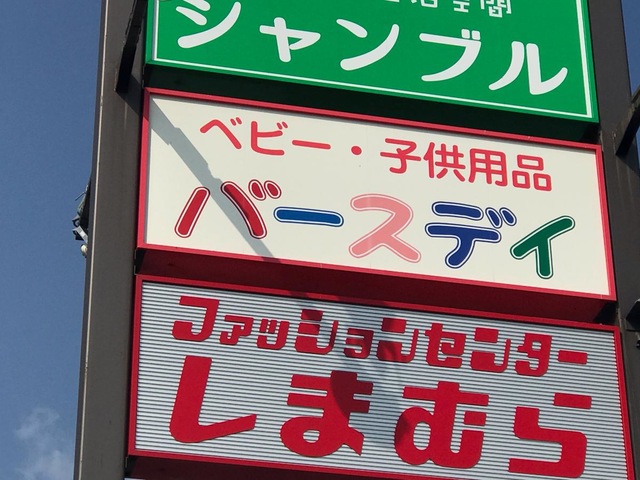 間
シャンブル
ベビー・子供用品
バースデイ
ファッションセンター
しまむら